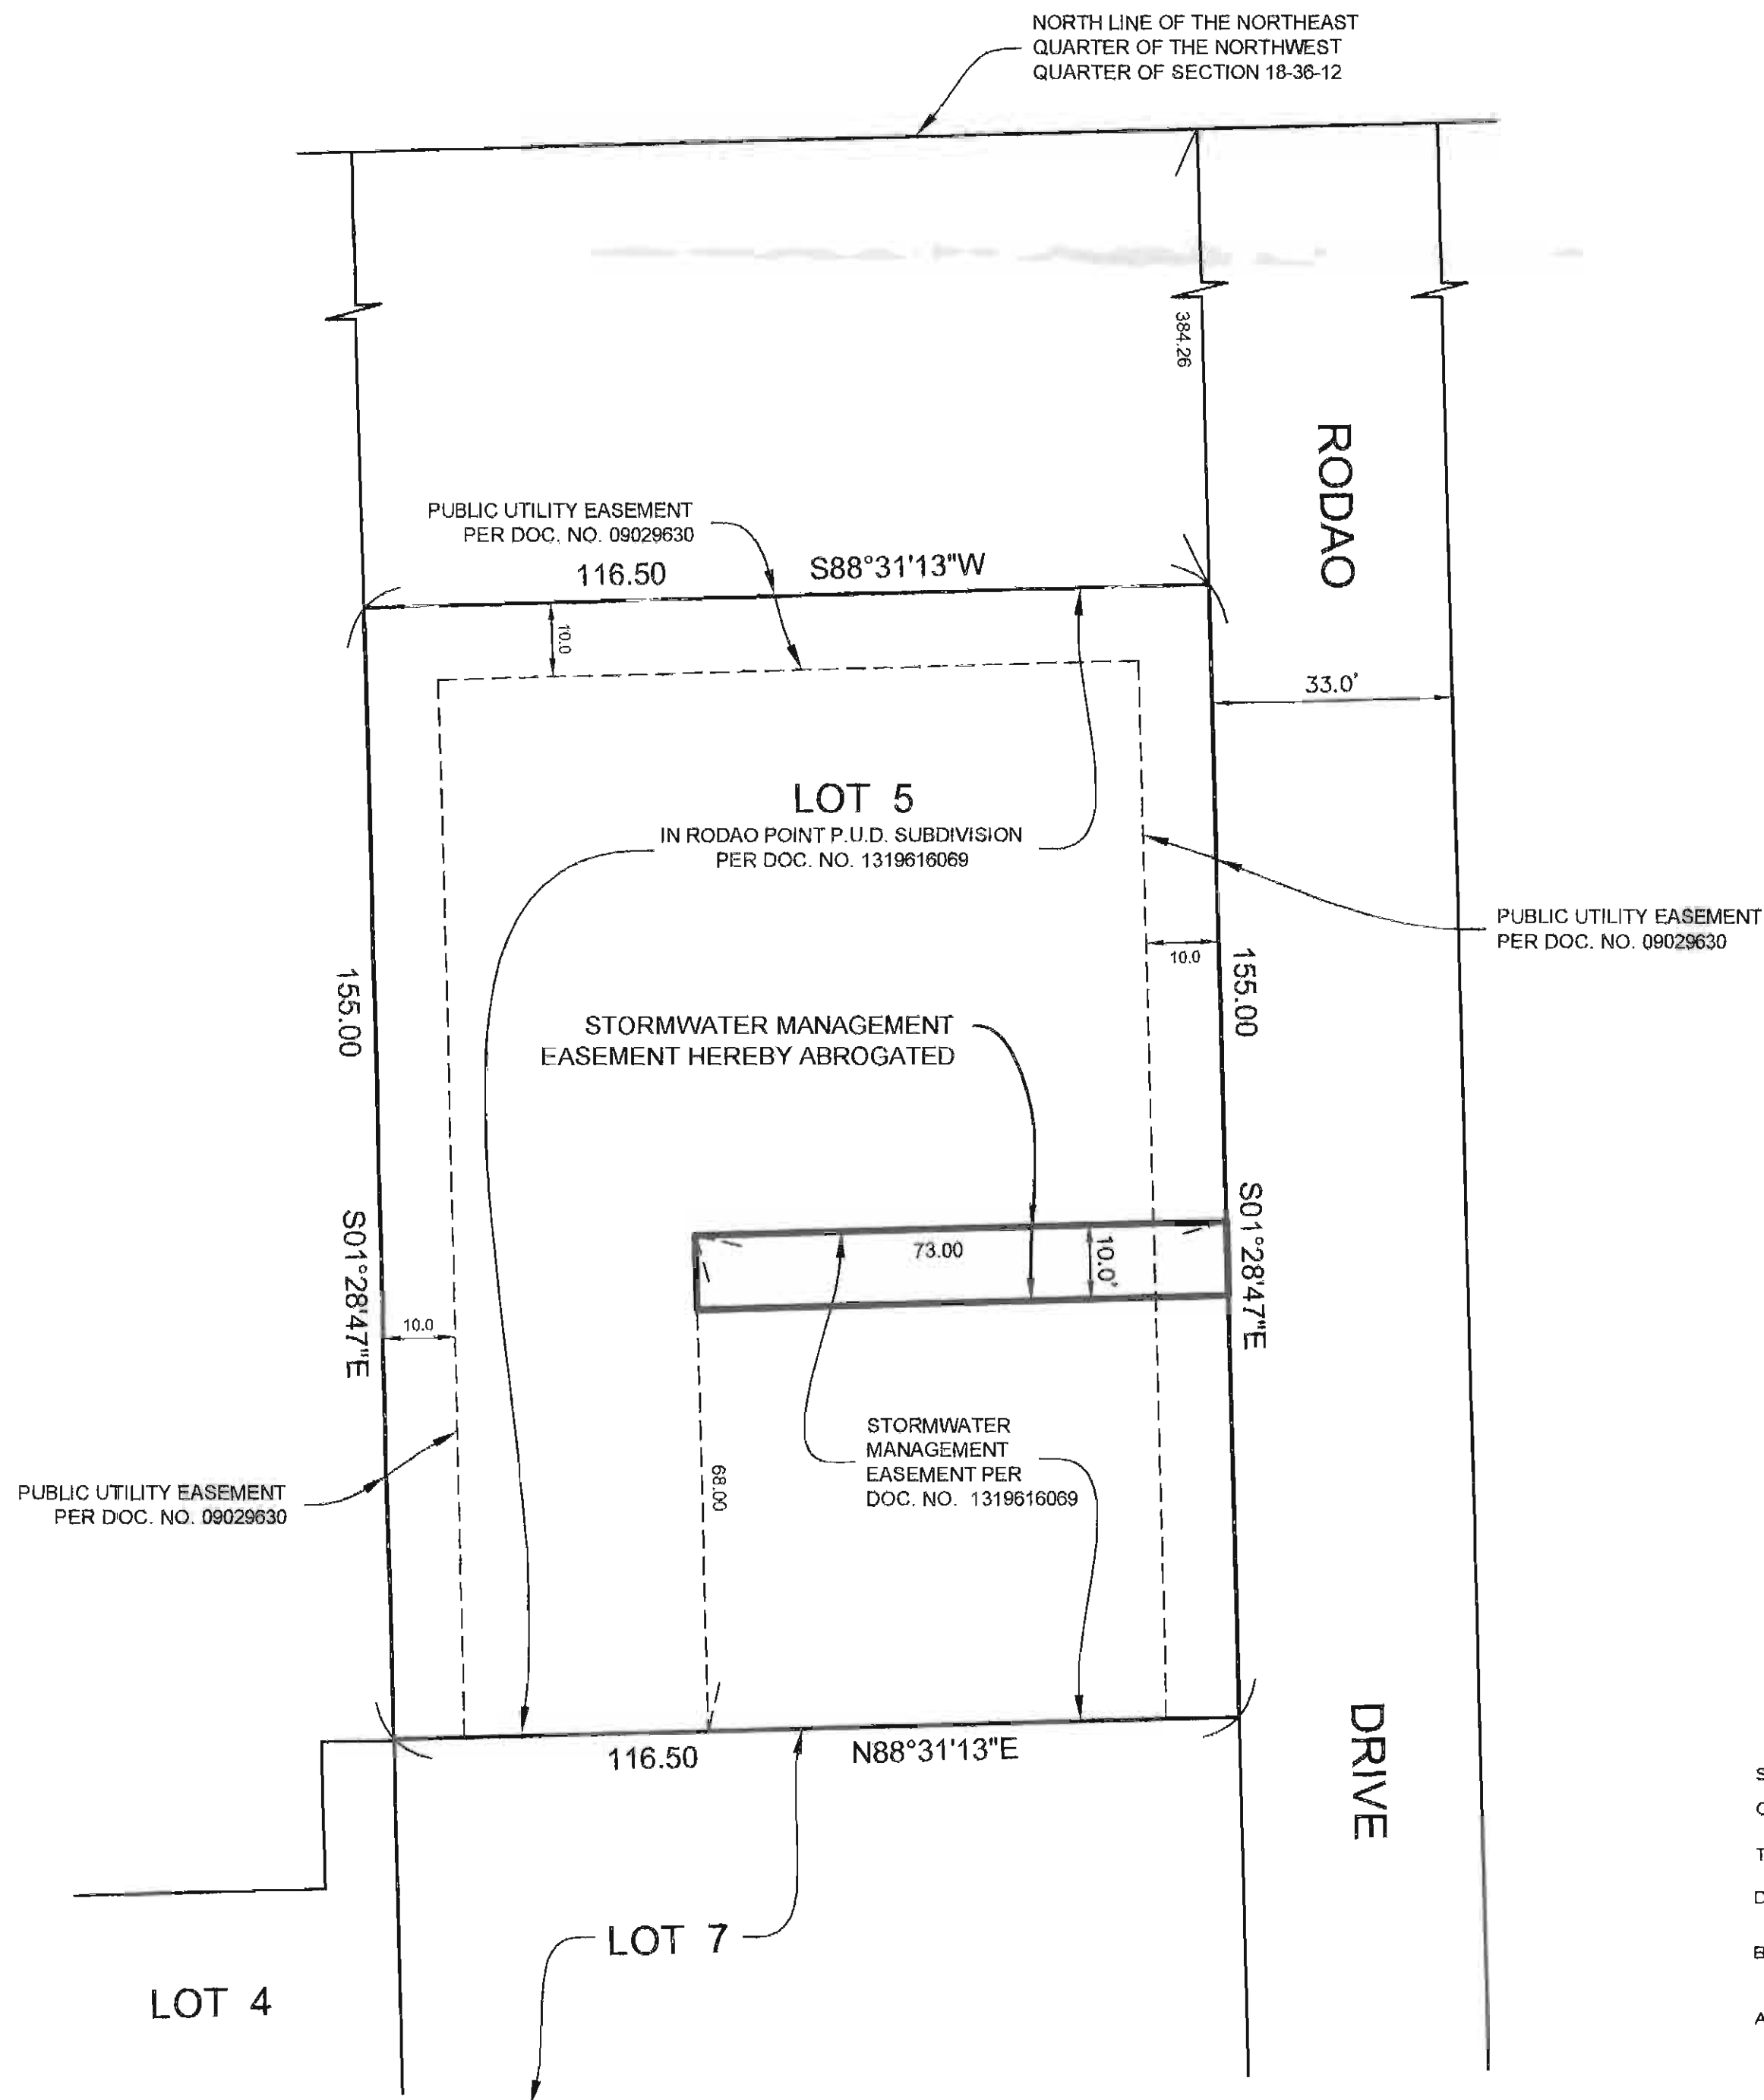 NORTH LINE OF THE NORTHEAST
QUARTER OF THE NORTHWEST
QUARTER OF SECTION 18-36-12
384.26
RODAO
PUBLIC UTILITY EASEMENT
PER DOC. NO. 09029630
116.50 S88°31'13"W
10.0
33.0'
LOT 5
IN RODAO POINT P.U.D. SUBDIVISION
PER DOC. NO. 1319616069
PUBLIC UTILITY EASEMENT
PER DOC. NO. 09029630
10.0
155.00
155.00
STORMWATER MANAGEMENT
EASEMENT HEREBY ABROGATED
S01°28'47"E
S01°28'47"E
73.00
10.0'
10.0
STORMWATER
MANAGEMENT
EASEMENT PER
DOC. NO. 1319616069
68.00
PUBLIC UTILITY EASEMENT
PER DOC. NO. 09029630
116.50 N88°31'13"E
DRIVE
LOT 7
LOT 4